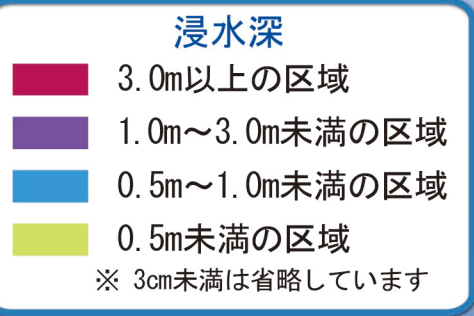 浸水深
3.0m以上の区域
1.0m～3.0m未満の区域
0.5m～1.0m未満の区域
0.5m未満の区域
※ 3cm未満は省略しています